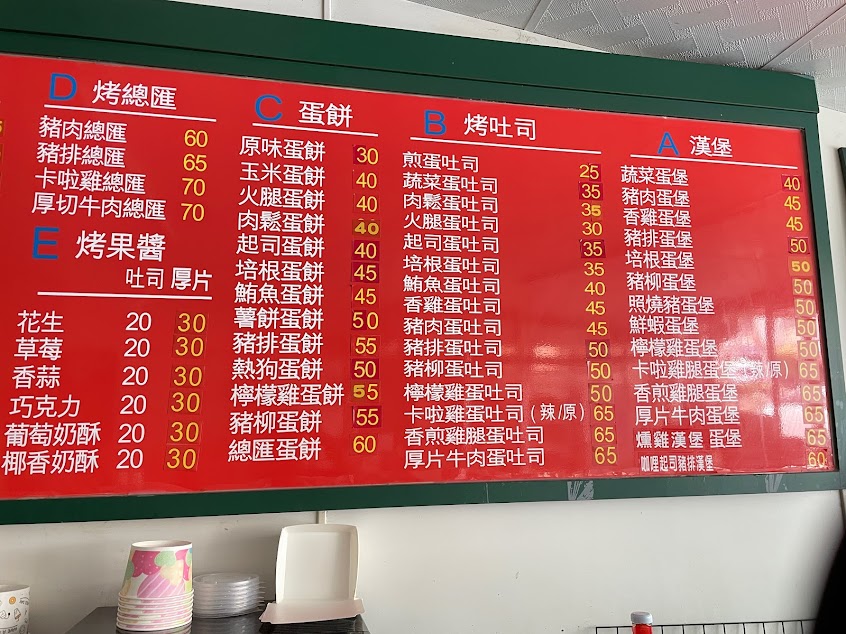 D 烤總匯
豬肉總匯 60
豬排總匯 65
卡啦雞總匯 70
厚切牛肉總匯 70
E 烤果醬
吐司 厚片
花生 20 30
草莓 20 30
香蒜 20 30
巧克力 20 30
葡萄奶酥 20 30
椰香奶酥 20 30
C 蛋餅
原味蛋餅 30
玉米蛋餅 40
火腿蛋餅 40
肉鬆蛋餅 40
起司蛋餅 40
培根蛋餅 45
鮪魚蛋餅 45
薯餅蛋餅 50
豬排蛋餅 55
熱狗蛋餅 50
檸檬雞蛋餅 55
豬柳蛋餅 55
總匯蛋餅 60
B 烤吐司
煎蛋吐司 25
蔬菜蛋吐司 35
肉鬆蛋吐司 35
火腿蛋吐司 30
起司蛋吐司 35
培根蛋吐司 35
鮪魚蛋吐司 40
香雞蛋吐司 45
豬肉蛋吐司 45
豬排蛋吐司 50
豬柳蛋吐司 50
檸檬雞蛋吐司 50
卡啦雞蛋吐司(辣/原) 65
香煎雞腿蛋吐司 65
厚片牛肉蛋吐司 65
A 漢堡
蔬菜蛋堡 40
豬肉蛋堡 45
香雞蛋堡 45
豬排蛋堡 50
培根蛋堡 50
豬柳蛋堡 50
照燒豬蛋堡 50
鮮蝦蛋堡 50
檸檬雞蛋堡 50
卡啦雞腿蛋堡(辣/原) 65
香煎雞腿蛋堡 65
厚片牛肉蛋堡 65
燻雞漢堡 蛋堡 65
咖哩起司豬排漢堡 60